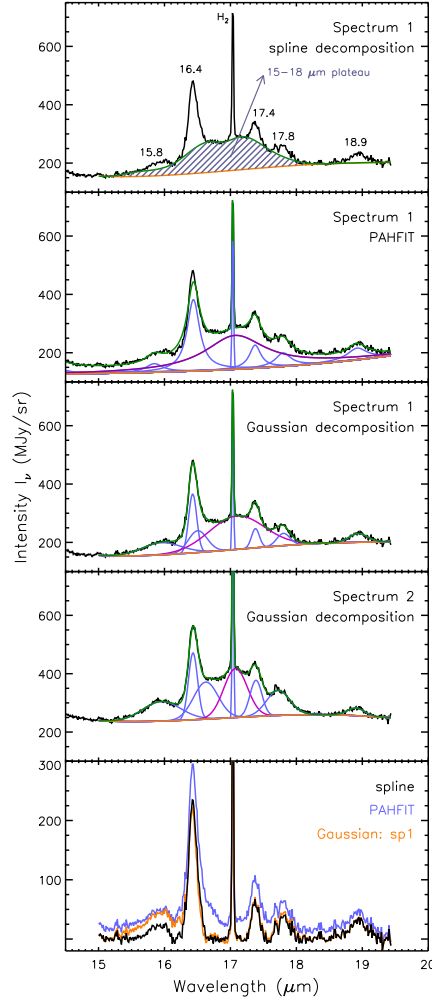 H2
Spectrum 1
spline decomposition
15-18 μm plateau
16.4
17.4
15.8
17.8
18.9
600
400
200
Spectrum 1
PAHFIT
600
400
200
Spectrum 1
Gaussian decomposition
600
400
200
Intensity Iν (MJy/sr)
Spectrum 2
Gaussian decomposition
600
400
200
300
spline
PAHFIT
Gaussian: sp1
200
100
15 16 17 18 19 20
Wavelength (μm)